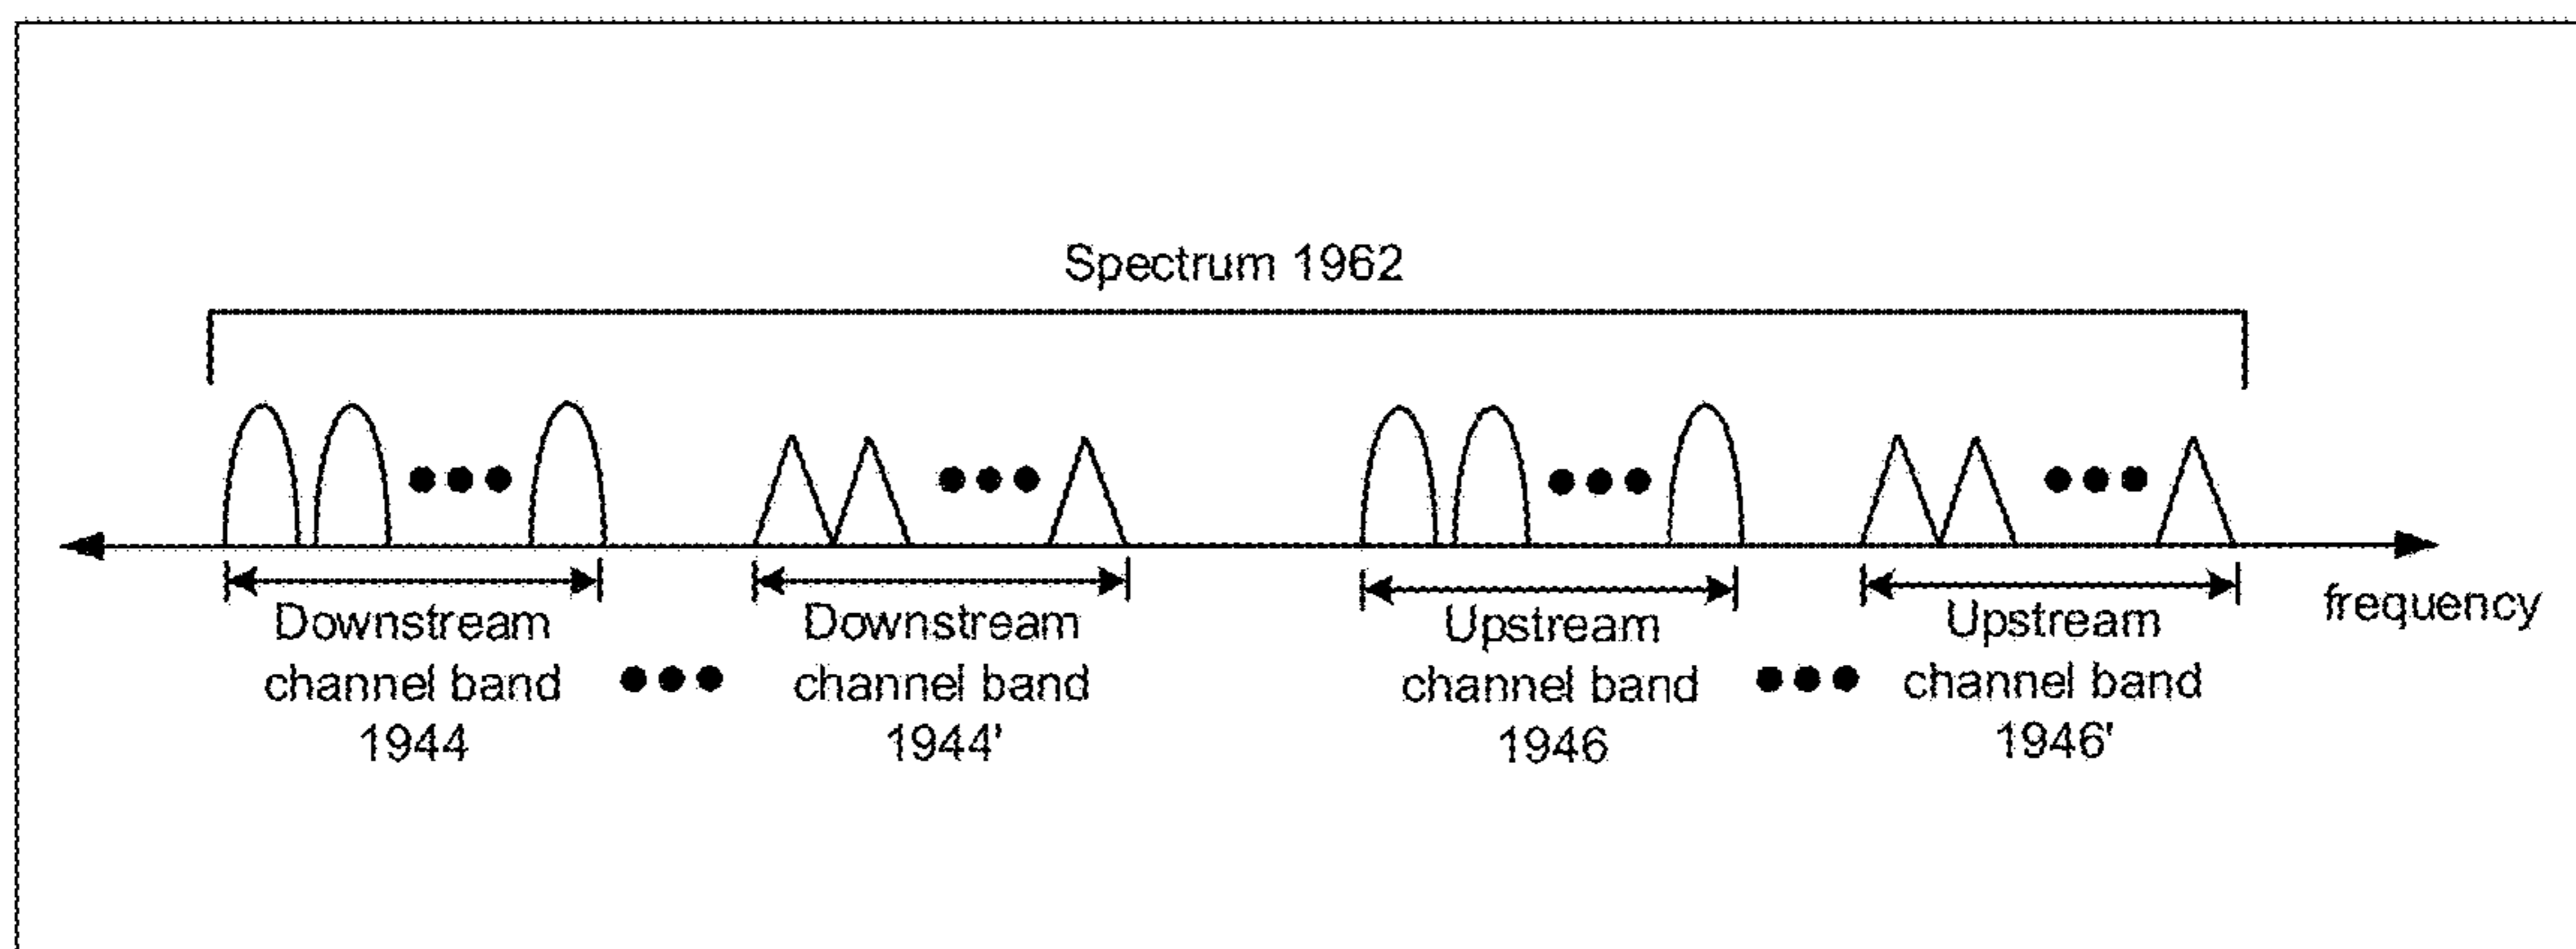 Spectrum 1962
Downstream
channel band
1944
Downstream
channel band
1944'
Upstream
channel band
1946
Upstream
channel band
1946'
frequency